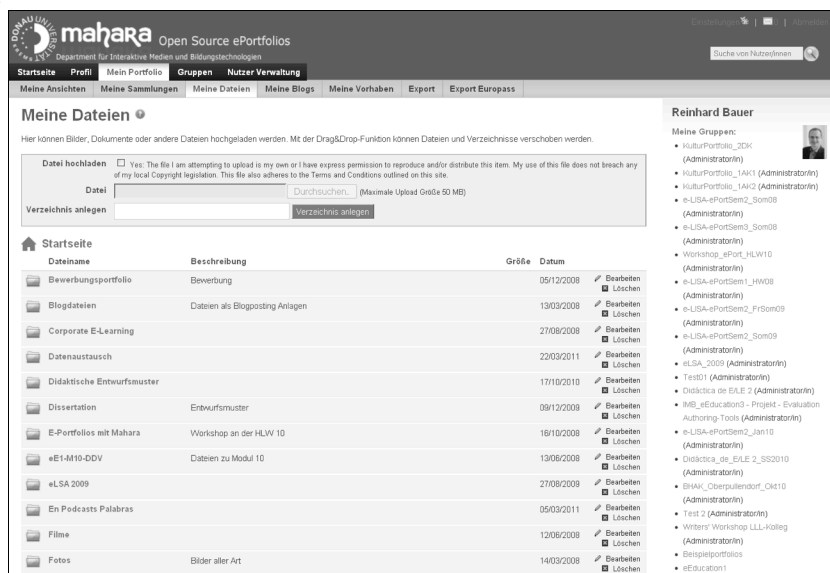 DONAU UNIVERSITÄT KREMS
mahara Open Source ePortfolios
Department für Interaktive Medien und Bildungstechnologien
Einstellungen | | Abmelden
Suche von Nutzer/innen
Startseite Profil Mein Portfolio Gruppen Nutzer Verwaltung
Meine Ansichten Meine Sammlungen Meine Dateien Meine Blogs Meine Vorhaben Export Export Europass
Meine Dateien
Hier können Bilder, Dokumente oder andere Dateien hochgeladen werden. Mit der Drag&Drop-Funktion können Dateien und Verzeichnisse verschoben werden.
Datei hochladen Yes: The file I am attempting to upload is my own or I have express permission to reproduce and/or distribute this item. My use of this file does not breach any
of my local Copyright legislation. This file also adheres to the Terms and Conditions outlined on this site.
Datei Durchsuchen... (Maximale Upload Größe 50 MB)
Verzeichnis anlegen Verzeichnis anlegen
Startseite
Dateiname Beschreibung Größe Datum
Bewerbungsportfolio Bewerbung 05/12/2008 Bearbeiten
Löschen
Blogdateien Dateien als Blogposting Anlagen 13/03/2008 Bearbeiten
Löschen
Corporate E-Learning 27/08/2008 Bearbeiten
Löschen
Datenaustausch 22/03/2011 Bearbeiten
Löschen
Didaktische Entwurfsmuster 17/10/2010 Bearbeiten
Löschen
Dissertation Entwurfsmuster 09/12/2009 Bearbeiten
Löschen
E-Portfolios mit Mahara Workshop an der HLW 10 16/10/2008 Bearbeiten
Löschen
eE1-M10-DDV Dateien zu Modul 10 13/06/2008 Bearbeiten
Löschen
eLSA 2009 27/08/2009 Bearbeiten
Löschen
En Podcasts Palabras 05/03/2011 Bearbeiten
Löschen
Filme 12/06/2008 Bearbeiten
Löschen
Fotos Bilder aller Art 14/03/2008 Bearbeiten
Löschen
Reinhard Bauer
Meine Gruppen:
KulturPortfolio_2DK
(Administrator/in)
KulturPortfolio_1AK1 (Administrator/in)
KulturPortfolio_1AK2 (Administrator/in)
e-LISA-ePortSem2_Som08
(Administrator/in)
e-LISA-ePortSem3_Som08
(Administrator/in)
Workshop_ePort_HLW10
(Administrator/in)
e-LISA-ePortSem1_HW08
(Administrator/in)
e-LISA-ePortSem2_FrSom09
(Administrator/in)
e-LISA-ePortSem2_Som09
(Administrator/in)
eLSA_2009 (Administrator/in)
Test01 (Administrator/in)
Didáctica de E/LE 2 (Administrator/in)
IMB_eEducation3 - Projekt - Evaluation
Authoring-Tools (Administrator/in)
e-LISA-ePortSem2_Jan10
(Administrator/in)
Didáctica_de_E/LE 2_SS2010
(Administrator/in)
BHAK_Oberpullendorf_Okt10
(Administrator/in)
Test 2 (Administrator/in)
Writers' Workshop LLL-Kolleg
(Administrator/in)
Beispielportfolios
eEducation1